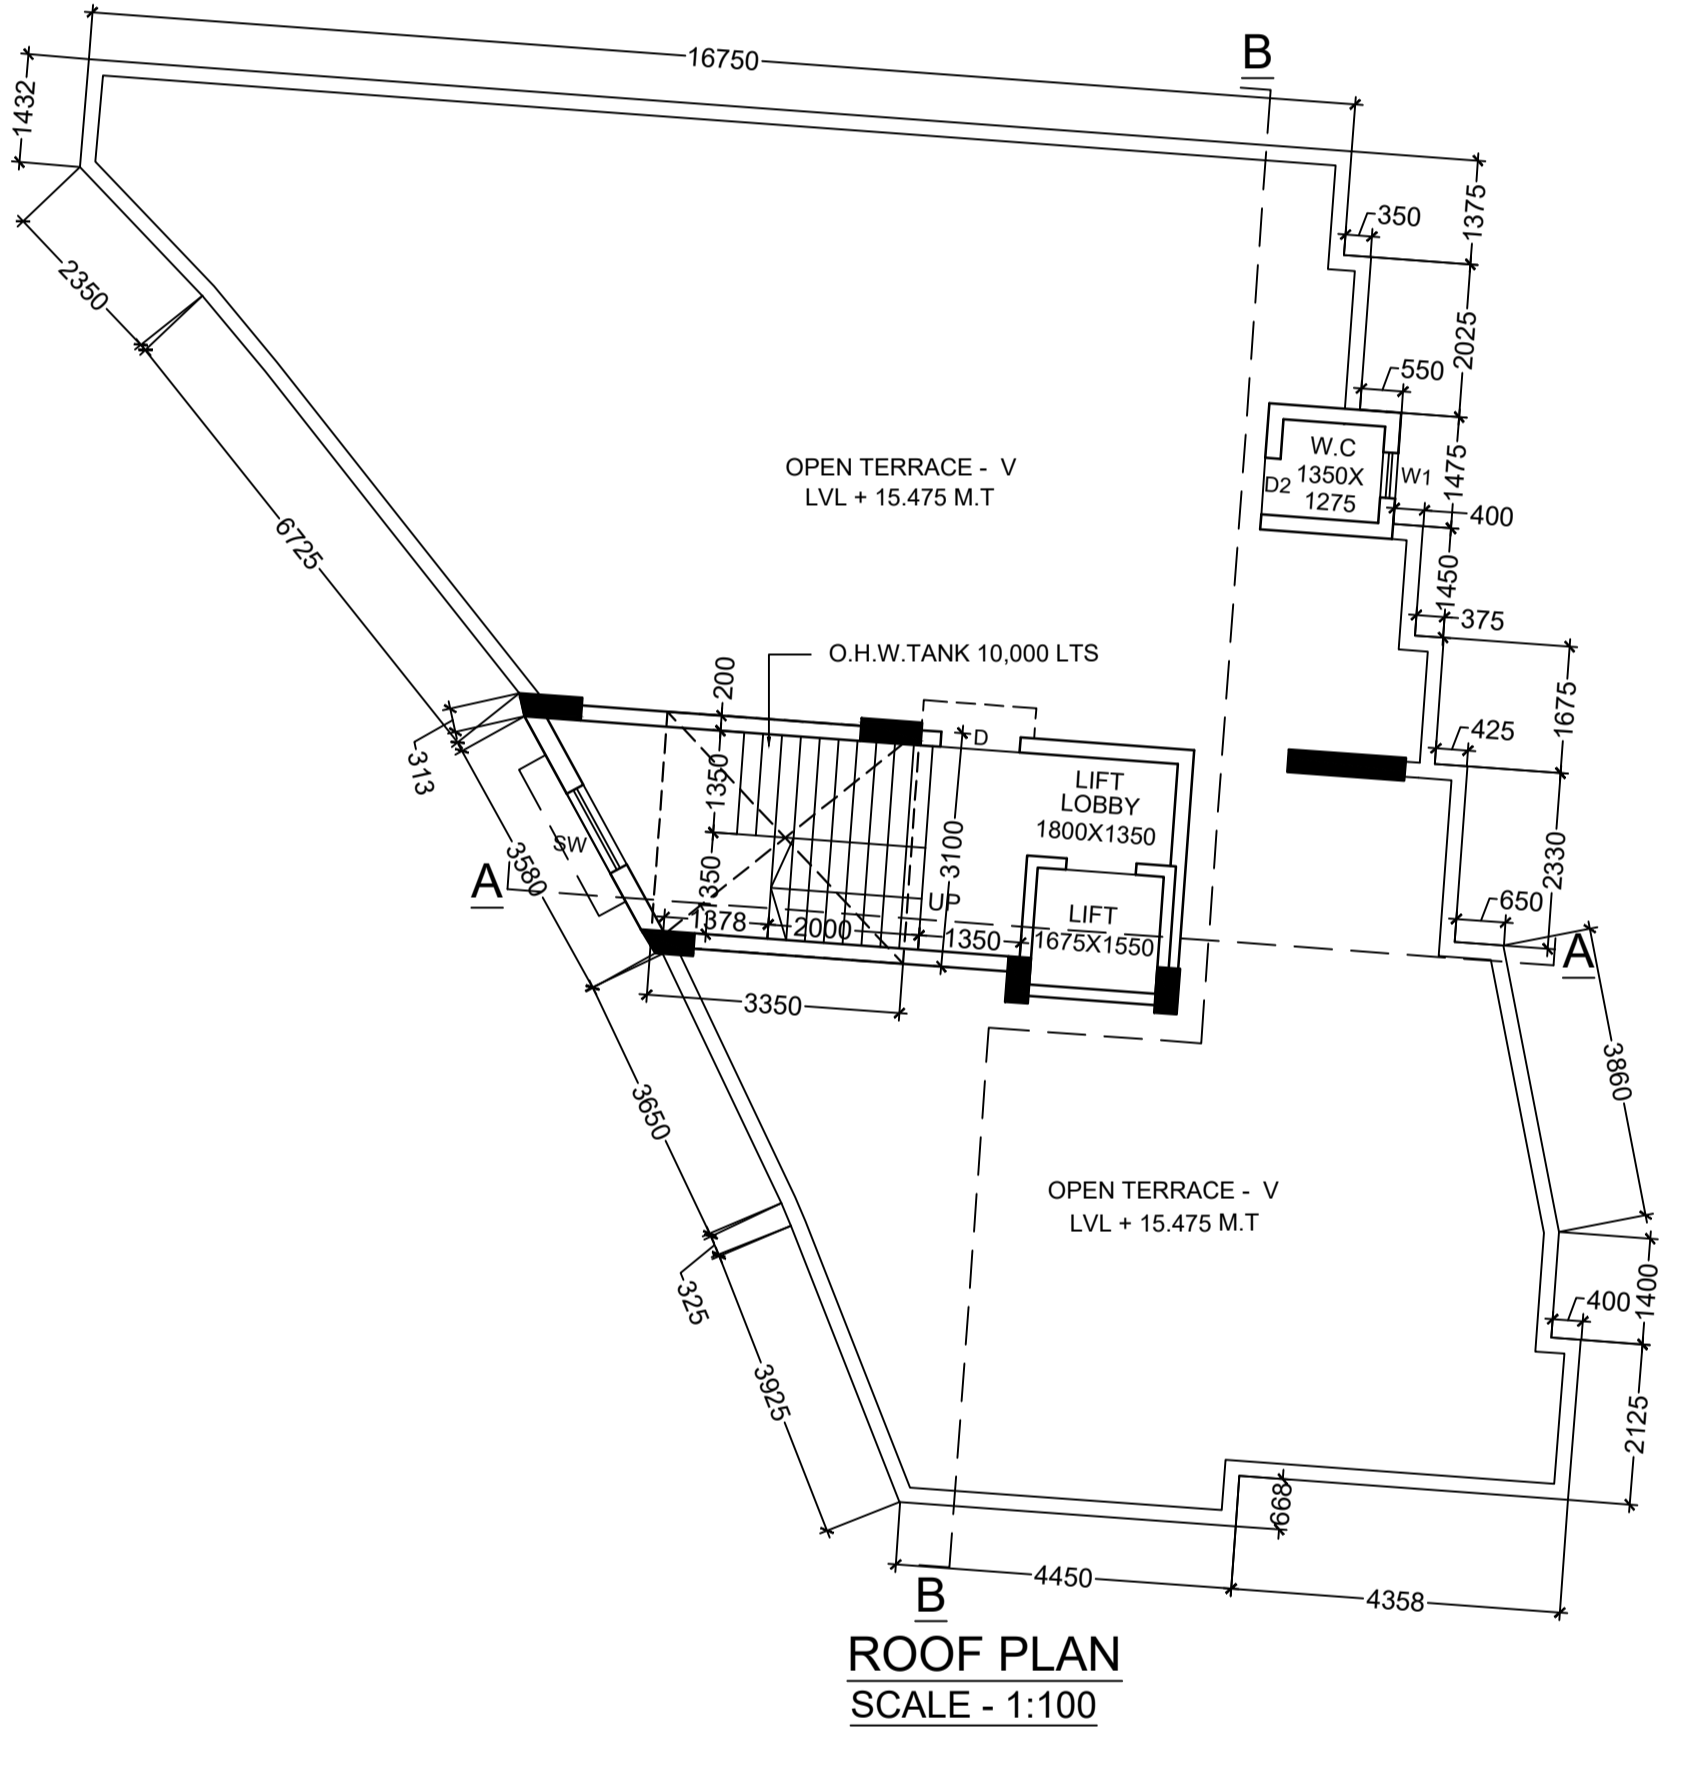 16750
B
1432
350
1375
2350
2025
550
OPEN TERRACE - V
LVL + 15.475 M.T
W.C
1350X
1275
D2
W1
1475
400
6725
1450
375
O.H.W.TANK 10,000 LTS
200
1675
425
D
313
1350
LIFT
LOBBY
1800X1350
3100
SW
3580
A
350
UP
2330
650
LIFT
1675X1550
1378
2000
1350
A
3350
3860
3650
OPEN TERRACE - V
LVL + 15.475 M.T
325
400
1400
3925
2125
668
4450
4358
B
ROOF PLAN
SCALE - 1:100